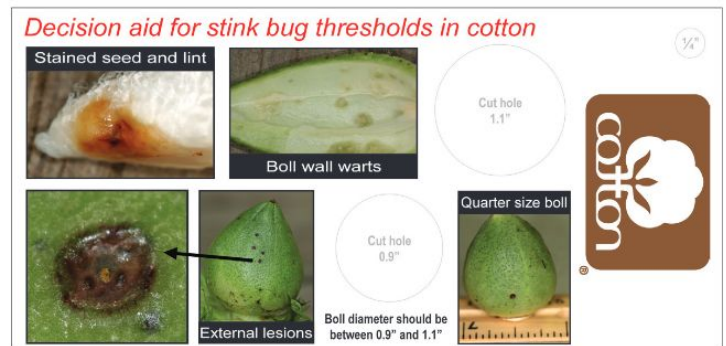 Decision aid for stink bug thresholds in cotton
¼"
Stained seed and lint
Boll wall warts
Cut hole
1.1"
cotton
®
External lesions
Cut hole
0.9"
Boll diameter should be
between 0.9" and 1.1"
Quarter size boll